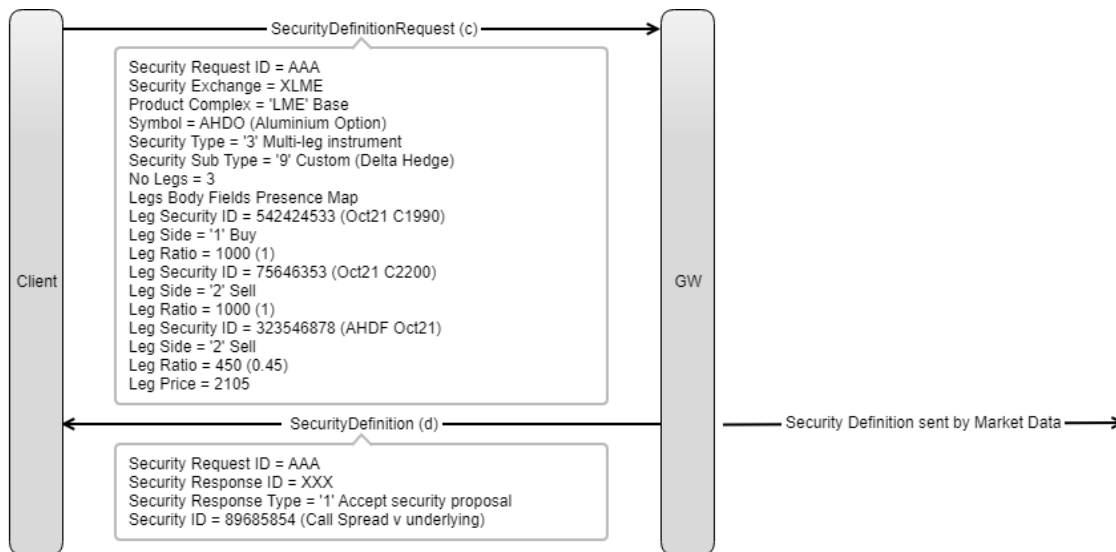 SecurityDefinitionRequest (c)
Security Request ID = AAA
Security Exchange = XLME
Product Complex = 'LME' Base
Symbol = AHDO (Aluminium Option)
Security Type = '3' Multi-leg instrument
Security Sub Type = '9' Custom (Delta Hedge)
No Legs = 3
Legs Body Fields Presence Map
Leg Security ID = 542424533 (Oct21 C1990)
Leg Side = '1' Buy
Leg Ratio = 1000 (1)
Leg Security ID = 75646353 (Oct21 C2200)
Leg Side = '2' Sell
Leg Ratio = 1000 (1)
Leg Security ID = 323546878 (AHDF Oct21)
Leg Side = '2' Sell
Leg Ratio = 450 (0.45)
Leg Price = 2105
Client
GW
SecurityDefinition (d)
Security Definition sent by Market Data
Security Request ID = AAA
Security Response ID = XXX
Security Response Type = '1' Accept security proposal
Security ID = 89685854 (Call Spread v underlying)